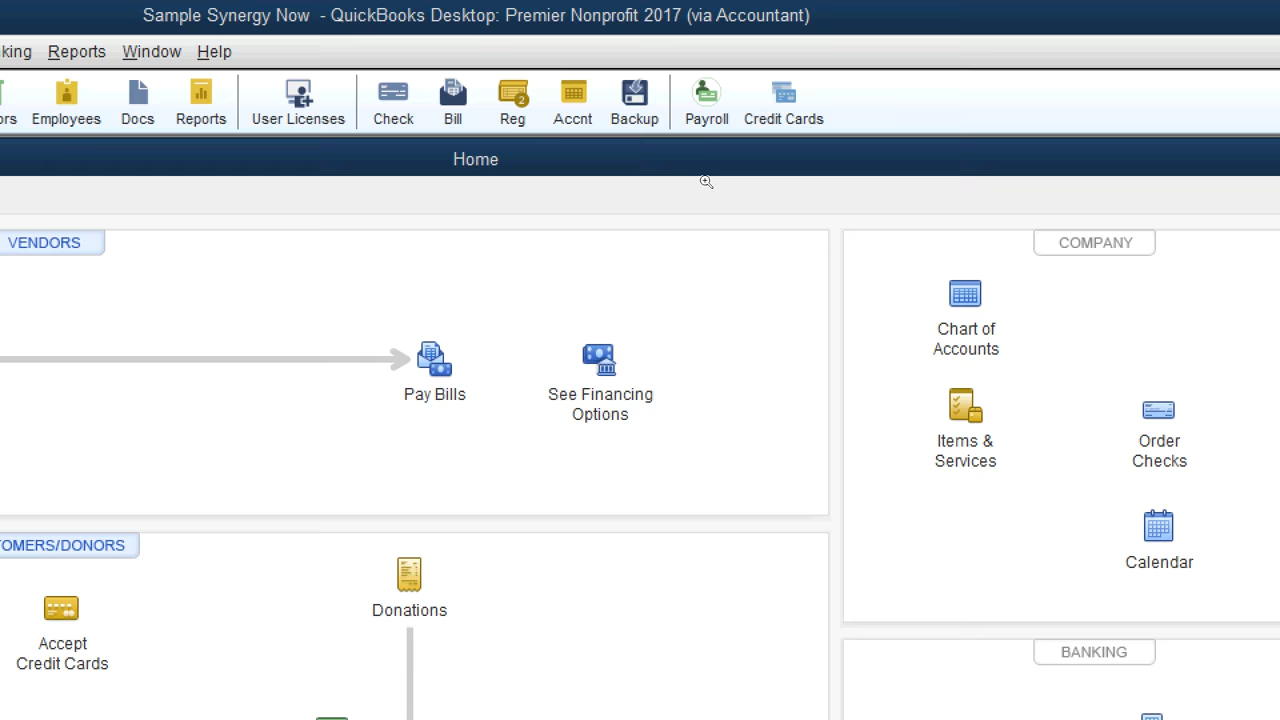 Sample Synergy Now - QuickBooks Desktop: Premier Nonprofit 2017 (via Accountant)
king Reports Window Help
ors Employees Docs Reports User Licenses Check Bill Reg Accnt Backup Payroll Credit Cards
2
Home
VENDORS
Pay Bills
See Financing
Options
COMPANY
Chart of
Accounts
Items &
Services
Order
Checks
Calendar
OMERS/DONORS
Donations
Accept
Credit Cards
BANKING